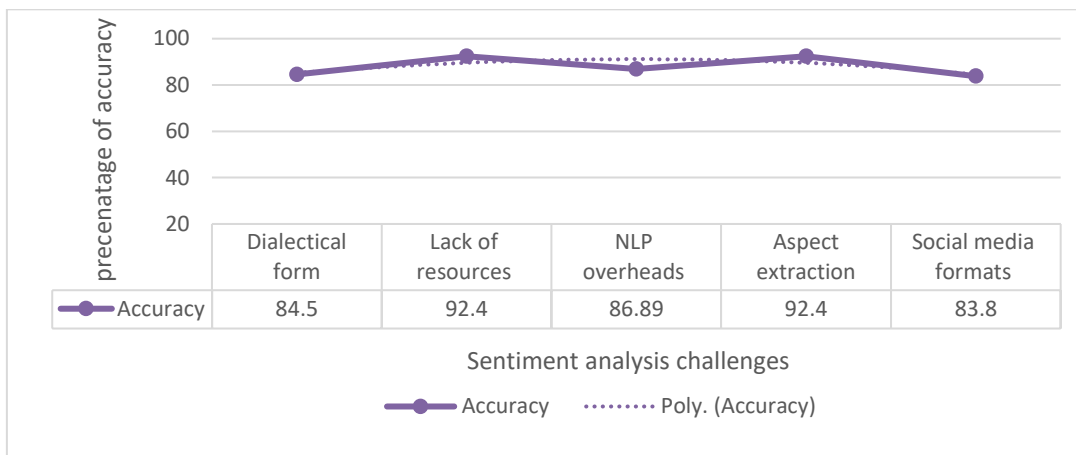 precenatage of accuracy
100
80
60
40
20
Dialectical form
Lack of resources
NLP overheads
Aspect extraction
Social media formats
Accuracy 84.5 92.4 86.89 92.4 83.8
Sentiment analysis challenges
Accuracy Poly. (Accuracy)